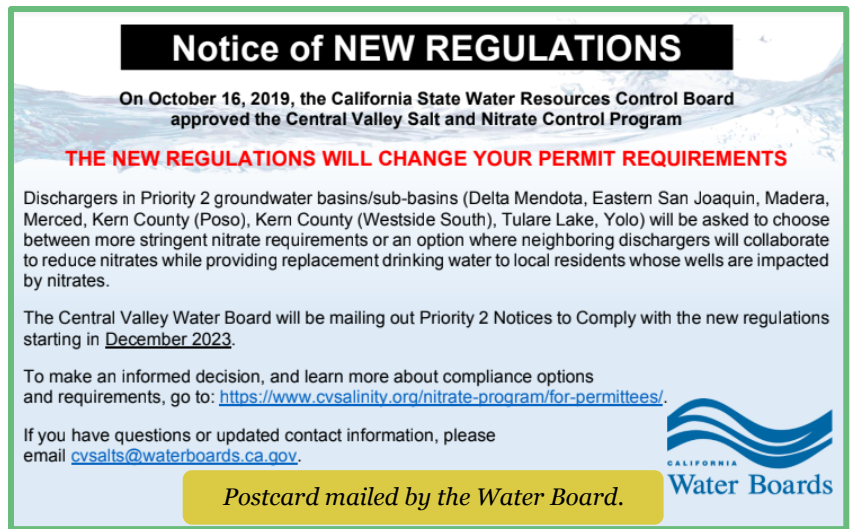 Notice of NEW REGULATIONS
On October 16, 2019, the California State Water Resources Control Board
approved the Central Valley Salt and Nitrate Control Program
THE NEW REGULATIONS WILL CHANGE YOUR PERMIT REQUIREMENTS
Dischargers in Priority 2 groundwater basins/sub-basins (Delta Mendota, Eastern San Joaquin, Madera,
Merced, Kern County (Poso), Kern County (Westside South), Tulare Lake, Yolo) will be asked to choose
between more stringent nitrate requirements or an option where neighboring dischargers will collaborate
to reduce nitrates while providing replacement drinking water to local residents whose wells are impacted
by nitrates.
The Central Valley Water Board will be mailing out Priority 2 Notices to Comply with the new regulations
starting in December 2023.
To make an informed decision, and learn more about compliance options
and requirements, go to: https://www.cvsalinity.org/nitrate-program/for-permittees/.
If you have questions or updated contact information, please
email cvsalts@waterboards.ca.gov.
CALIFORNIA
Water Boards
Postcard mailed by the Water Board.